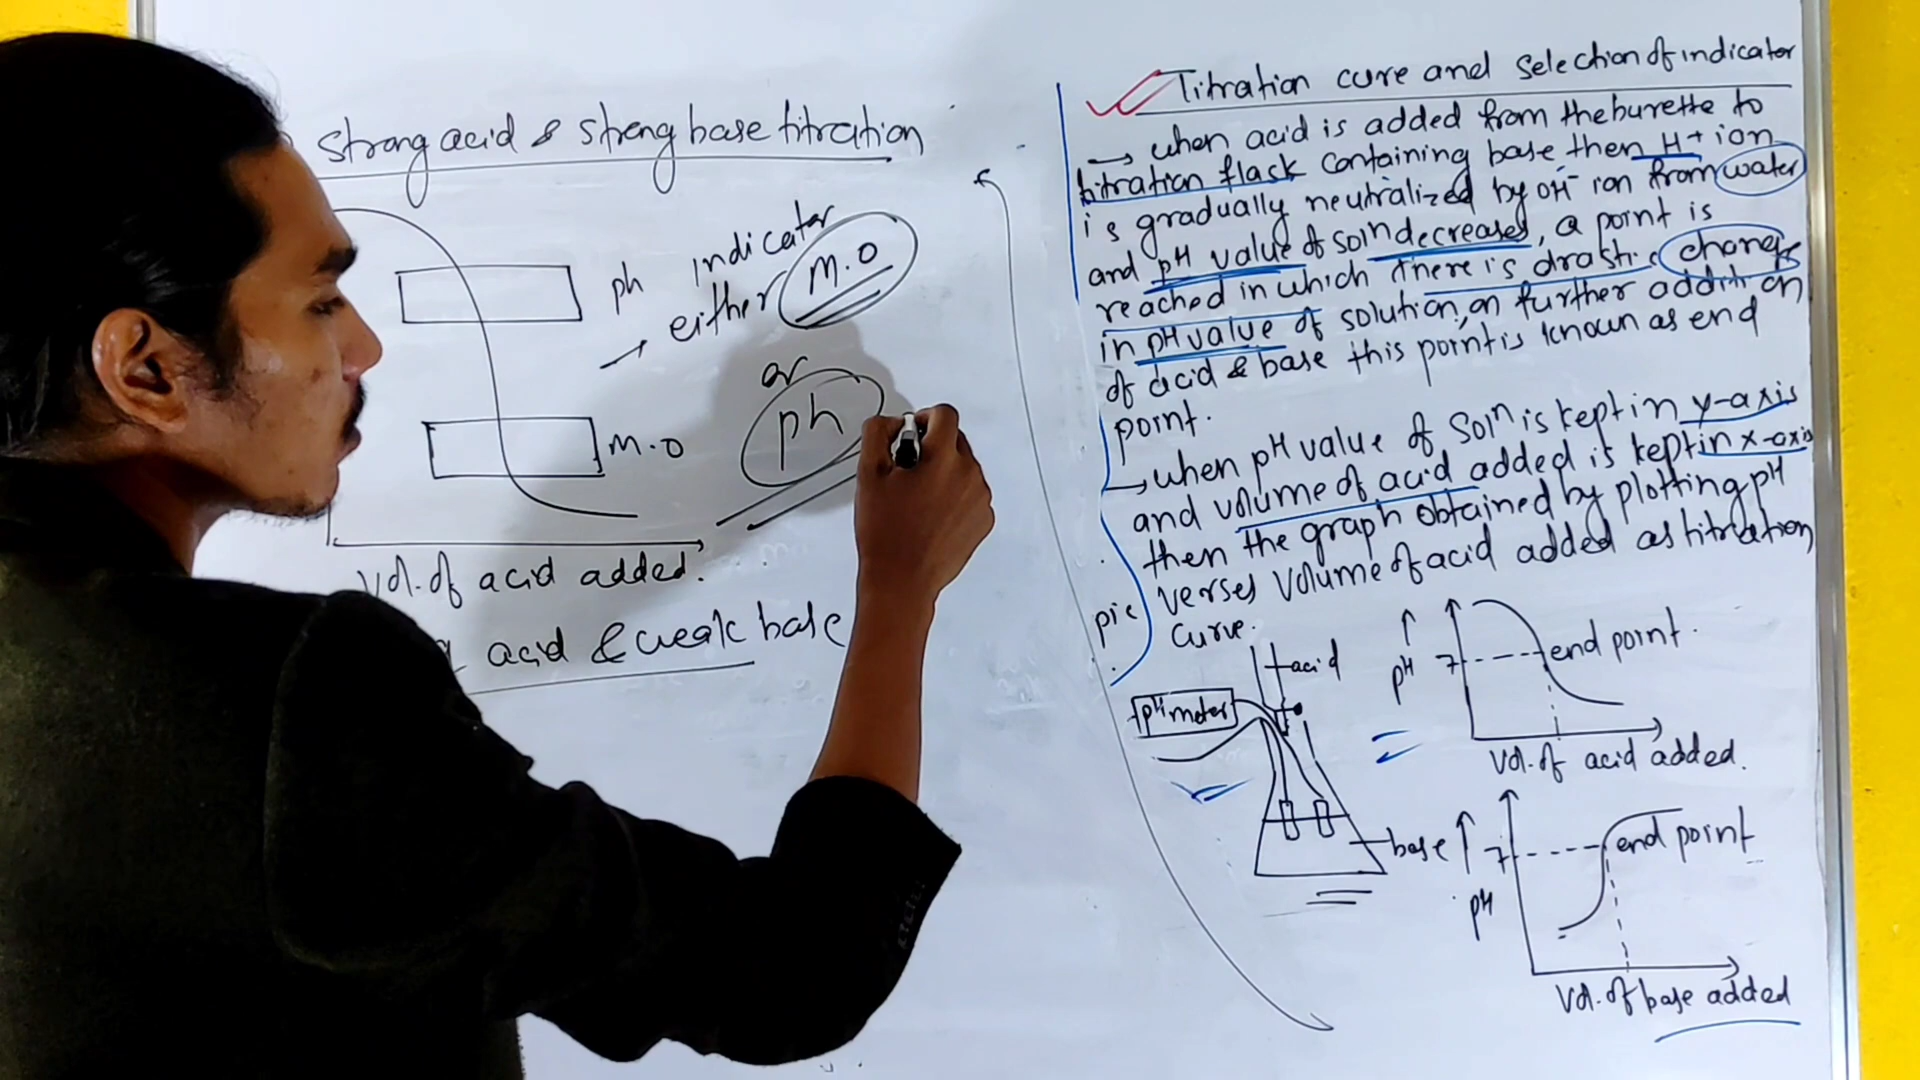 strong acid & streng base titration
ph
indicator
either m.o
or
ph
m.o
vol. of acid added.
acid & weak base
Titration cure and selection of indicator
→ when acid is added from the burette to
titration flask containing base then H+ ion
is gradually neutralized by OH- ion from water
and pH value of soln decreases, a point is
reached in which there is drastic change
in pH value of solution, on further addition
of acid & base this point is known as end
point.
→ when pH value of soln is kept in y-axis
and volume of acid added is kept in x-axis
then the graph obtained by plotting pH
verses volume of acid added as titration
curve.
pic
acid
pH meter
base
pH
7
end point.
vol. of acid added.
pH
7
end point
vol. of base added